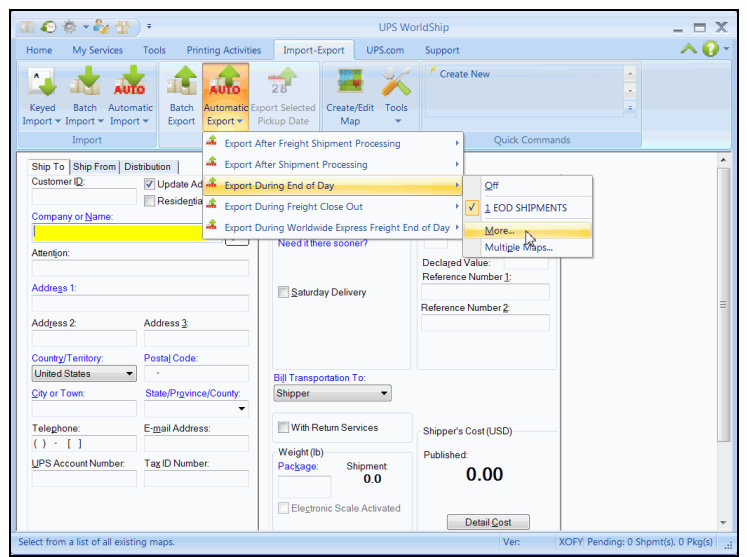 UPS WorldShip
Home My Services Tools Printing Activities Import-Export UPS.com Support
Keyed Import
Batch Import
Automatic Import
Batch Export
Automatic Export
Export Selected Pickup Date
Create/Edit Map
Tools
Create New
Import
Quick Commands
AUTO
AUTO
28
Export After Freight Shipment Processing
Export After Shipment Processing
Export During End of Day
Export During Freight Close Out
Export During Worldwide Express Freight End of Day
Off
1 EOD SHIPMENTS
More...
Multiple Maps...
Ship To Ship From Distribution
Customer ID:
Update Ad
Residentia
Company or Name:
Attention:
Address 1:
Address 2: Address 3:
Country/Territory: Postal Code:
United States -
City or Town: State/Province/County:
Telephone: E-mail Address:
( ) - [ ]
UPS Account Number: Tax ID Number:
Need it there sooner?
Saturday Delivery
Declared Value:
Reference Number 1:
Reference Number 2:
Bill Transportation To:
Shipper
With Return Services
Weight (lb)
Package: Shipment:
0.0
Electronic Scale Activated
Shipper's Cost (USD)
Published:
0.00
Detail Cost
Select from a list of all existing maps. Ver: XOFY Pending: 0 Shpmt(s), 0 Pkg(s)